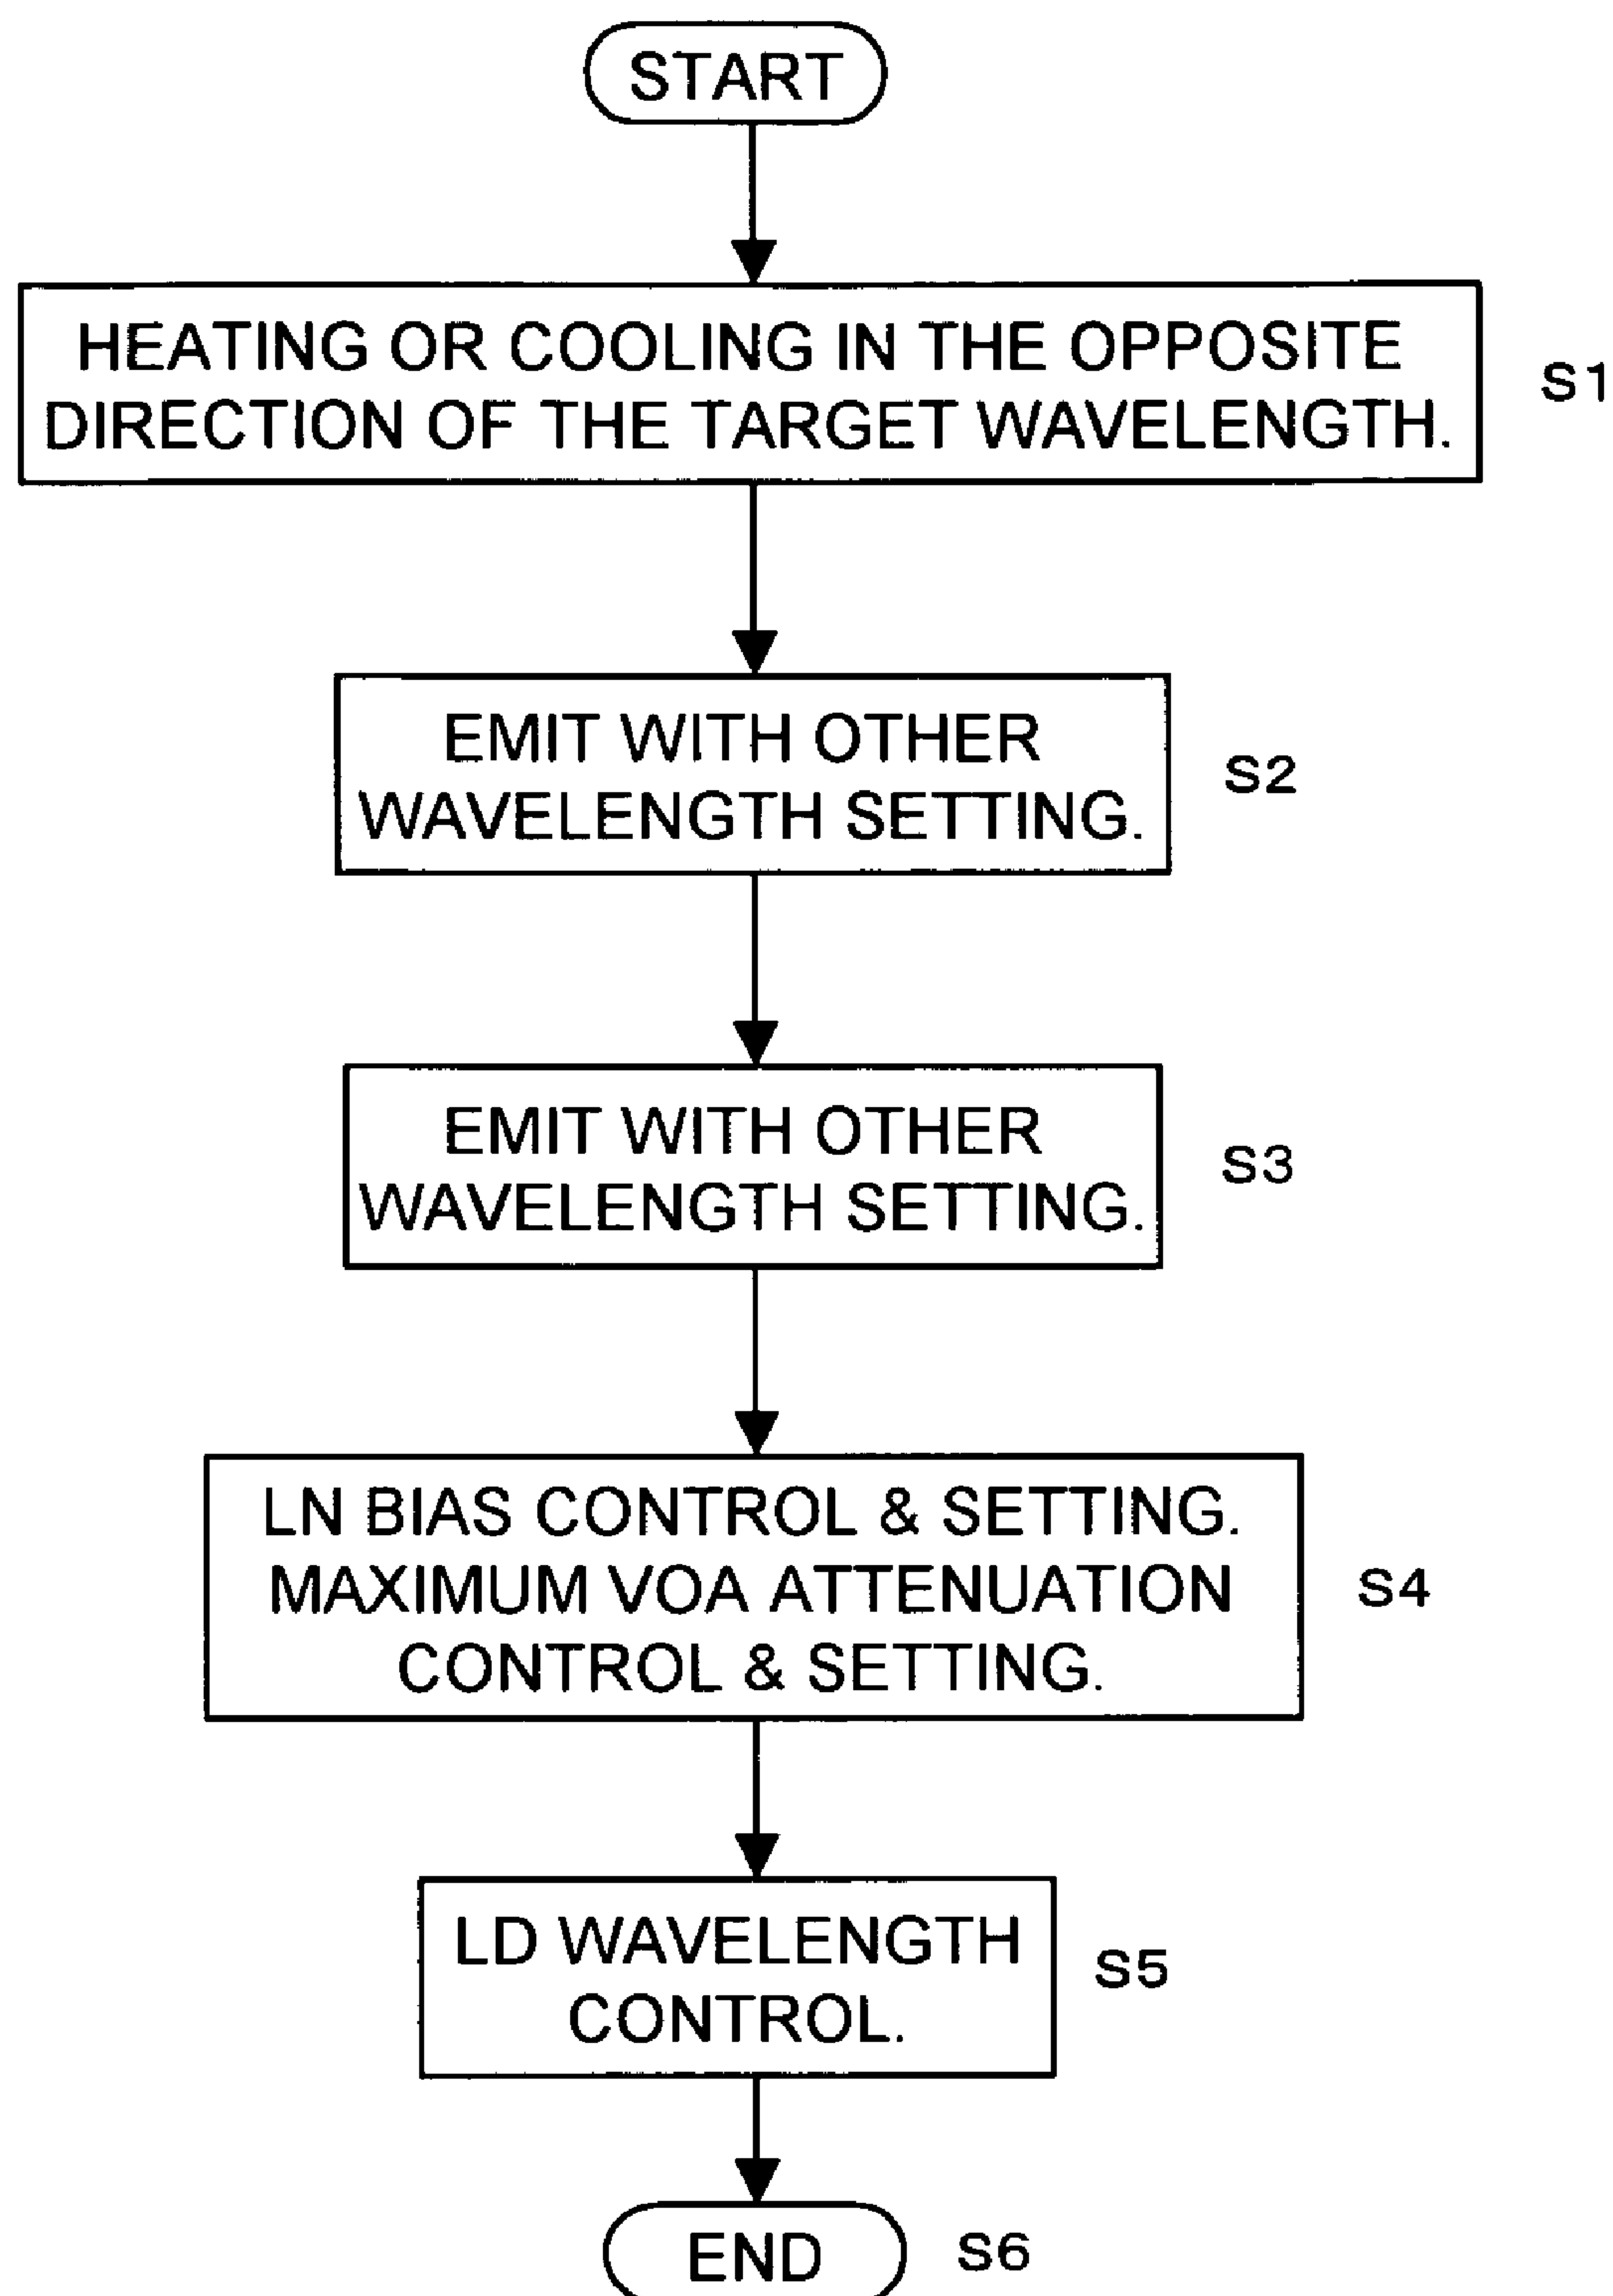 START
HEATING OR COOLING IN THE OPPOSITE
DIRECTION OF THE TARGET WAVELENGTH.
S1
EMIT WITH OTHER
WAVELENGTH SETTING.
S2
EMIT WITH OTHER
WAVELENGTH SETTING.
S3
LN BIAS CONTROL & SETTING.
MAXIMUM VOA ATTENUATION
CONTROL & SETTING.
S4
LD WAVELENGTH
CONTROL.
S5
END
S6